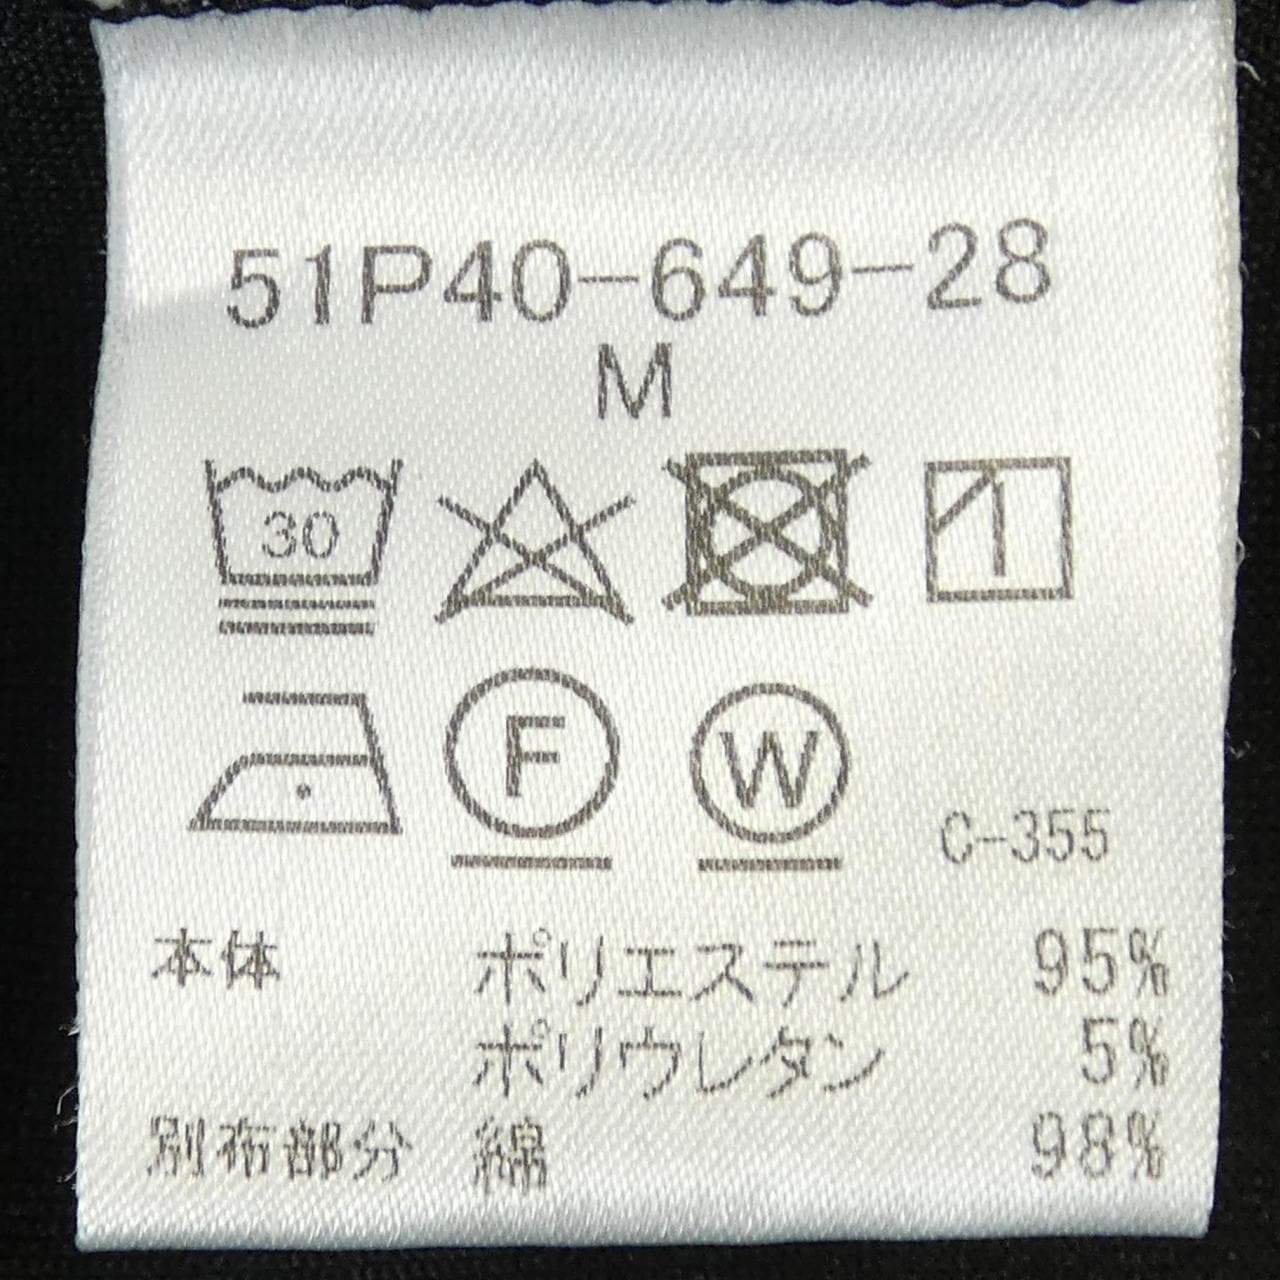 51P40-649-28
M
30
F W
C-355
本体 ポリエステル 95%
ポリウレタン 5%
別布部分 綿 98%